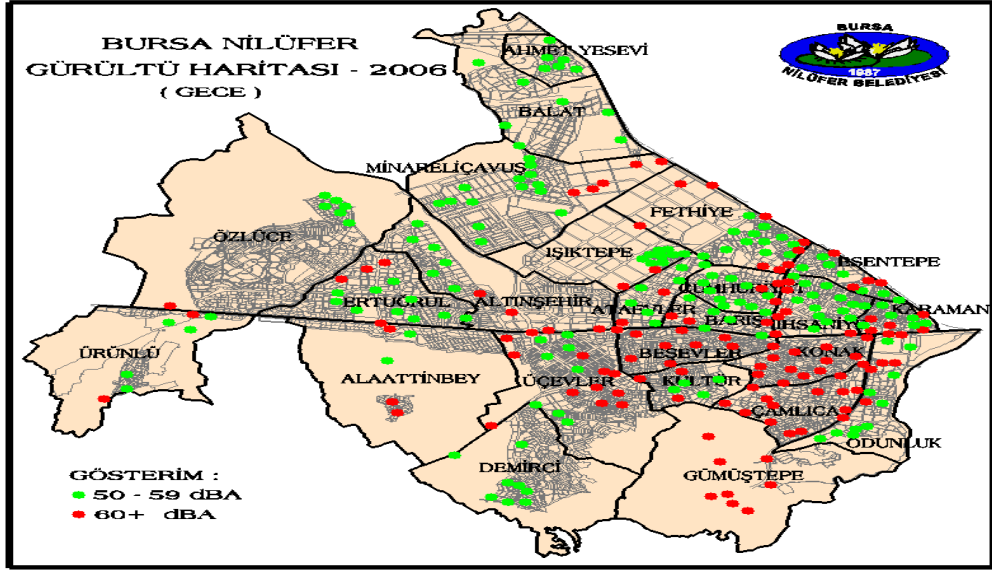 BURSA NİLÜFER
GÜRÜLTÜ HARİTASI - 2006
( GECE )
BURSA
1987
NİLÜFER BELEDİYESİ
AHMET YESEVİ
BALAT
MİNARELİÇAVUŞ
FETHİYE
ÖZLÜCE
IŞIKTEPE
ESENTEPE
ERTUĞRUL
ALTINŞEHİR
ATAEVLER
BARIŞ
İHSANİYE
KARAMAN
ÜRÜNLÜ
ALAATTİNBEY
ÜÇEVLER
BEŞEVLER
KONAK
KÜLTÜR
ÇAMLICA
ODUNLUK
DEMİRCİ
GÜMÜŞTEPE
GÖSTERİM :
50 - 59 dBA
60+ dBA